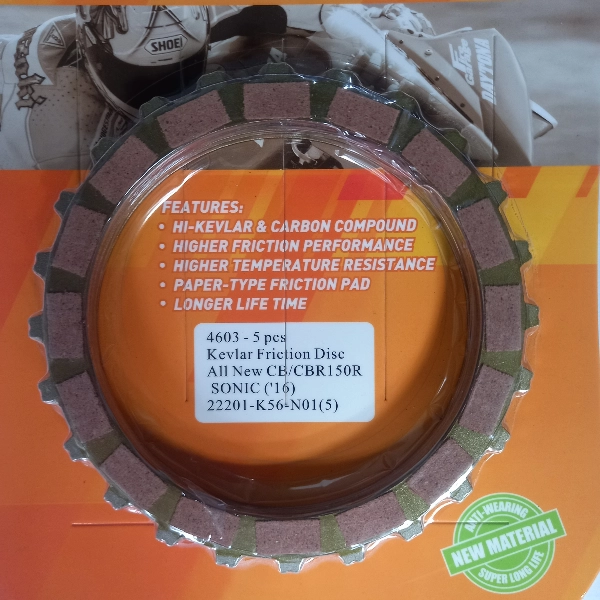 SHOEI
DAYTONA
FEATURES:
• HI-KEVLAR & CARBON COMPOUND
• HIGHER FRICTION PERFORMANCE
• HIGHER TEMPERATURE RESISTANCE
• PAPER-TYPE FRICTION PAD
• LONGER LIFE TIME
4603 - 5 pcs
Kevlar Friction Disc
All New CB/CBR150R
SONIC ('16)
22201-K56-N01(5)
ANTI-WEARING
NEW MATERIAL
SUPER LONG LIFE